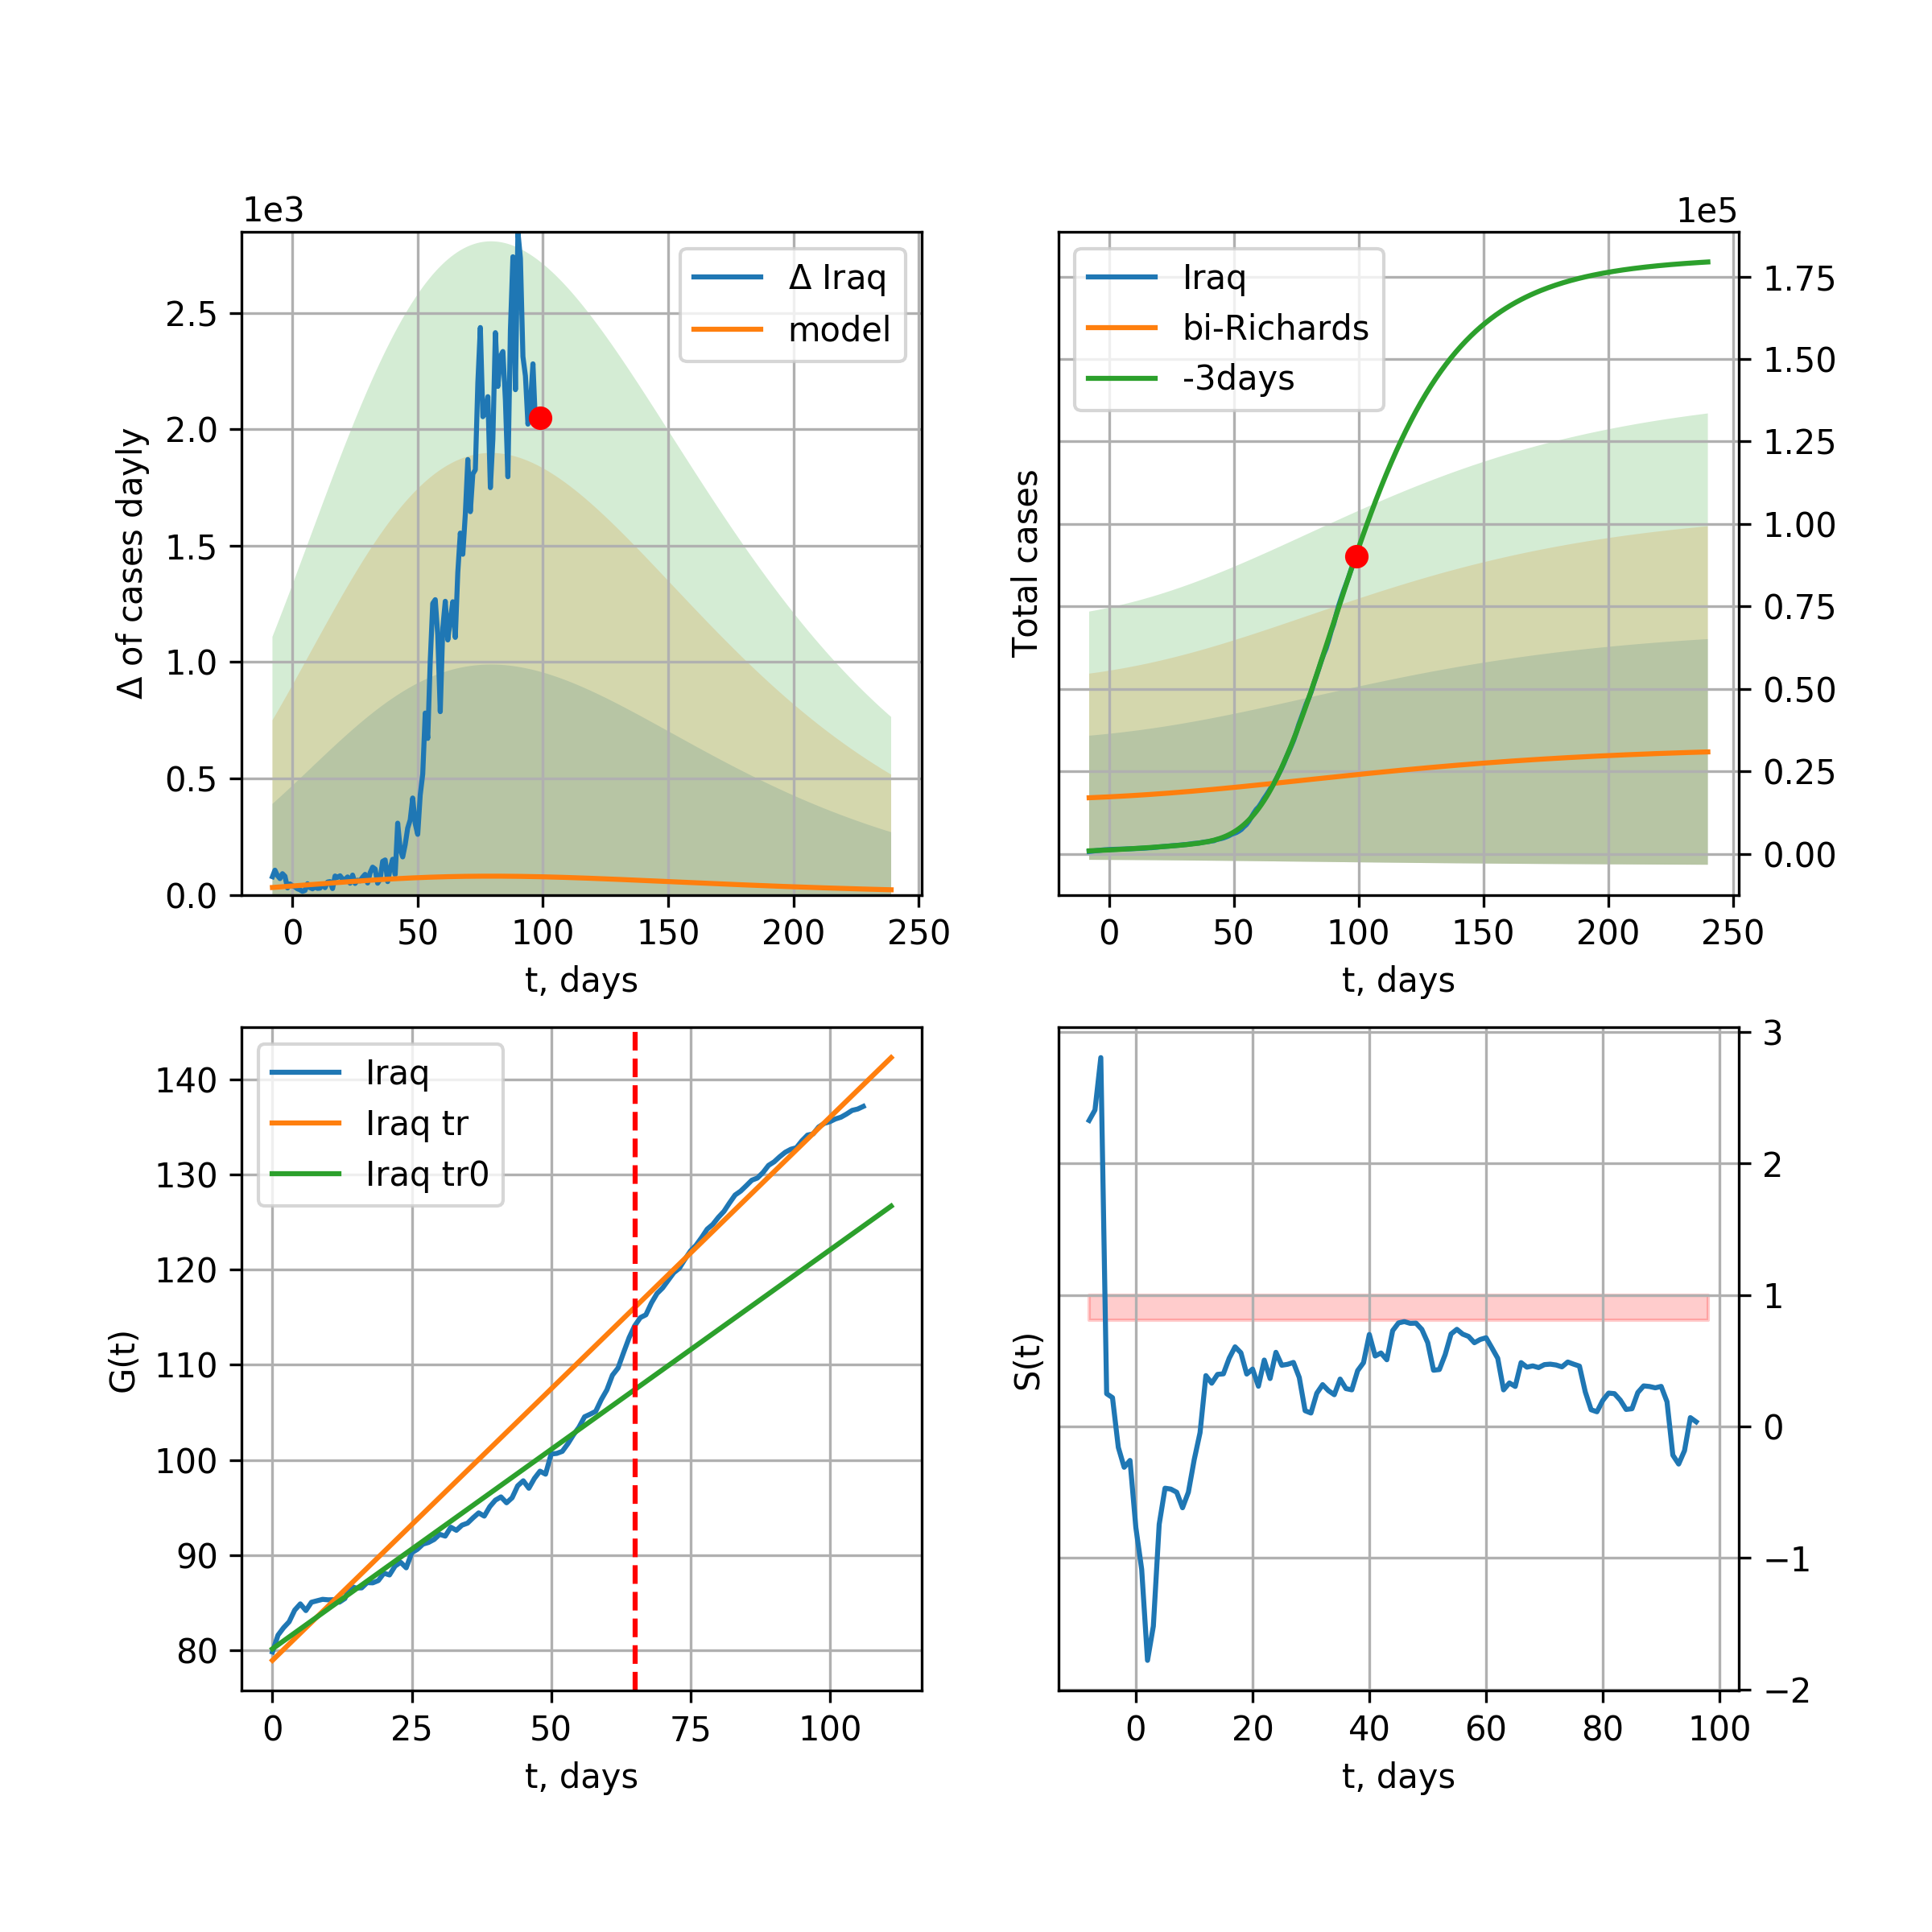 1e3
Δ Iraq
model
2.5
2.0
1.5
1.0
0.5
0.0
Δ of cases dayly
0 50 100 150 200 250
t, days
1e5
Iraq
bi-Richards
-3days
1.75
1.50
1.25
1.00
0.75
0.50
0.25
0.00
Total cases
0 50 100 150 200 250
t, days
Iraq
Iraq tr
Iraq tr0
140
130
120
110
100
90
80
G(t)
0 25 50 75 100
t, days
3
2
1
0
−1
−2
S(t)
0 20 40 60 80 100
t, days